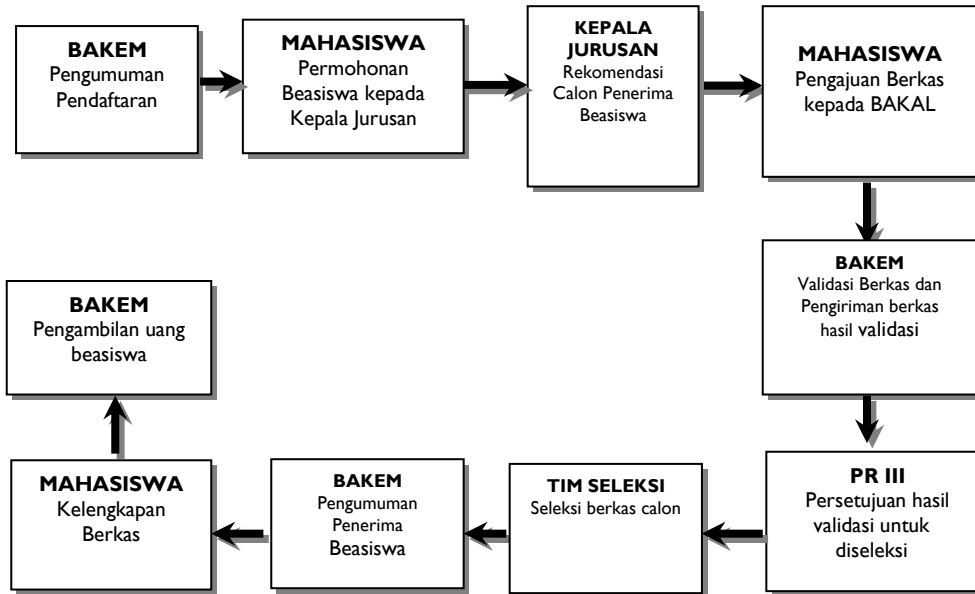 BAKEM
Pengumuman
Pendaftaran
MAHASISWA
Permohonan
Beasiswa kepada
Kepala Jurusan
KEPALA
JURUSAN
Rekomendasi
Calon Penerima
Beasiswa
MAHASISWA
Pengajuan Berkas
kepada BAKAL
BAKEM
Validasi Berkas dan
Pengiriman berkas
hasil validasi
PR III
Persetujuan hasil
validasi untuk
diseleksi
TIM SELEKSI
Seleksi berkas calon
BAKEM
Pengumuman
Penerima
Beasiswa
MAHASISWA
Kelengkapan
Berkas
BAKEM
Pengambilan uang
beasiswa